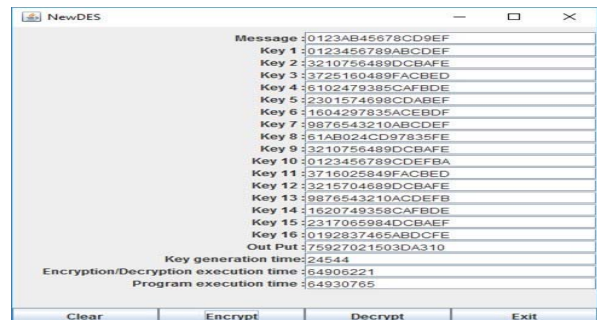 NewDES
Message :0123AB45678CD9EF
Key 1 :0123456789ABCDEF
Key 2 :3210756489DCBAFE
Key 3 :3725160489FACBED
Key 4 :6102479385CAFBDE
Key 5 :2301574698CDABEF
Key 6 :1604297835ACEBDF
Key 7 :9876543210ABCDEF
Key 8 :61AB024CD97835FE
Key 9 :3210756489DCBAFE
Key 10 :0123456789CDEFBA
Key 11 :3716025849FACBED
Key 12 :3215704689DCBAFE
Key 13 :9876543210ACDEFB
Key 14 :1620749358CAFBDE
Key 15 :2317065984DCBAEF
Key 16 :0192837465ABDCFE
Out Put :75927021503DA310
Key generation time:24544
Encryption/Decryption execution time :64906221
Program execution time :64930765
Clear Encrypt Decrypt Exit